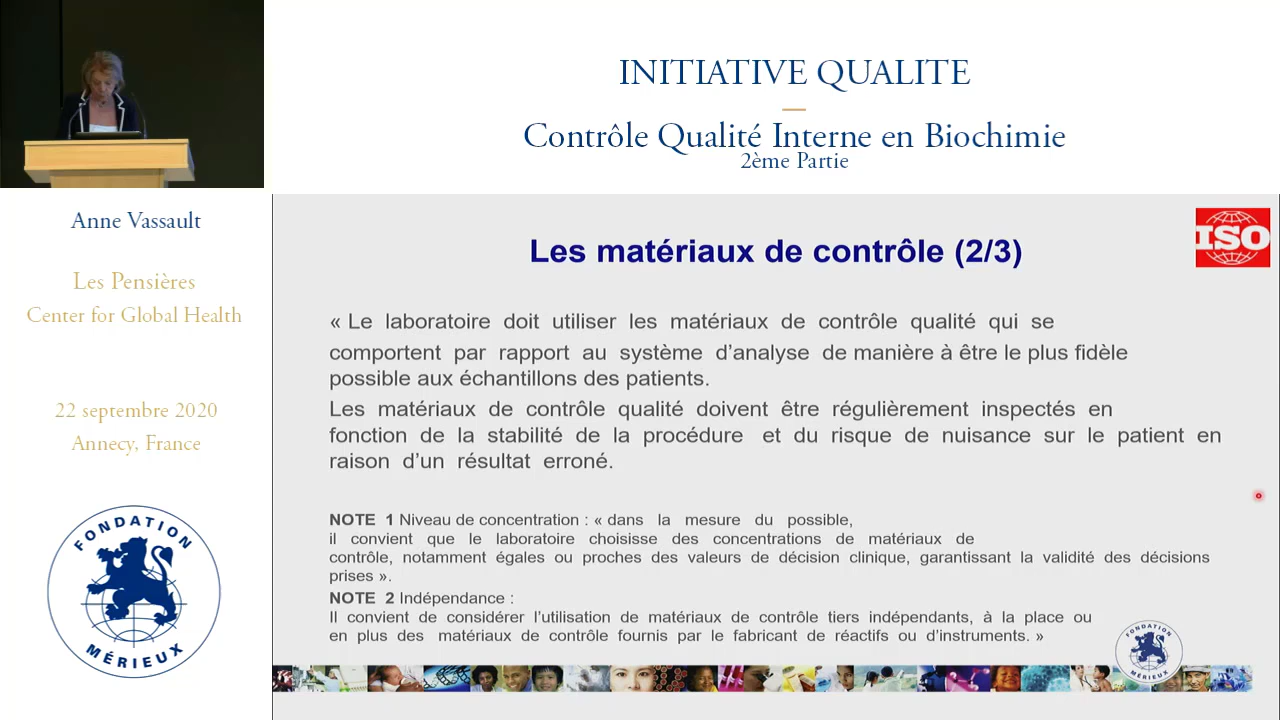 INITIATIVE QUALITE
Contrôle Qualité Interne en Biochimie
2ème Partie
Anne Vassault
Les Pensières
Center for Global Health
22 septembre 2020
Annecy, France
FONDATION
MÉRIEUX
ISO
Les matériaux de contrôle (2/3)
« Le laboratoire doit utiliser les matériaux de contrôle qualité qui se
comportent par rapport au système d’analyse de manière à être le plus fidèle
possible aux échantillons des patients.
Les matériaux de contrôle qualité doivent être régulièrement inspectés en
fonction de la stabilité de la procédure et du risque de nuisance sur le patient en
raison d’un résultat erroné.
NOTE 1 Niveau de concentration : « dans la mesure du possible,
il convient que le laboratoire choisisse des concentrations de matériaux de
contrôle, notamment égales ou proches des valeurs de décision clinique, garantissant la validité des décisions
prises ».
NOTE 2 Indépendance :
Il convient de considérer l’utilisation de matériaux de contrôle tiers indépendants, à la place ou
en plus des matériaux de contrôle fournis par le fabricant de réactifs ou d’instruments. »
FONDATION
MÉRIEUX